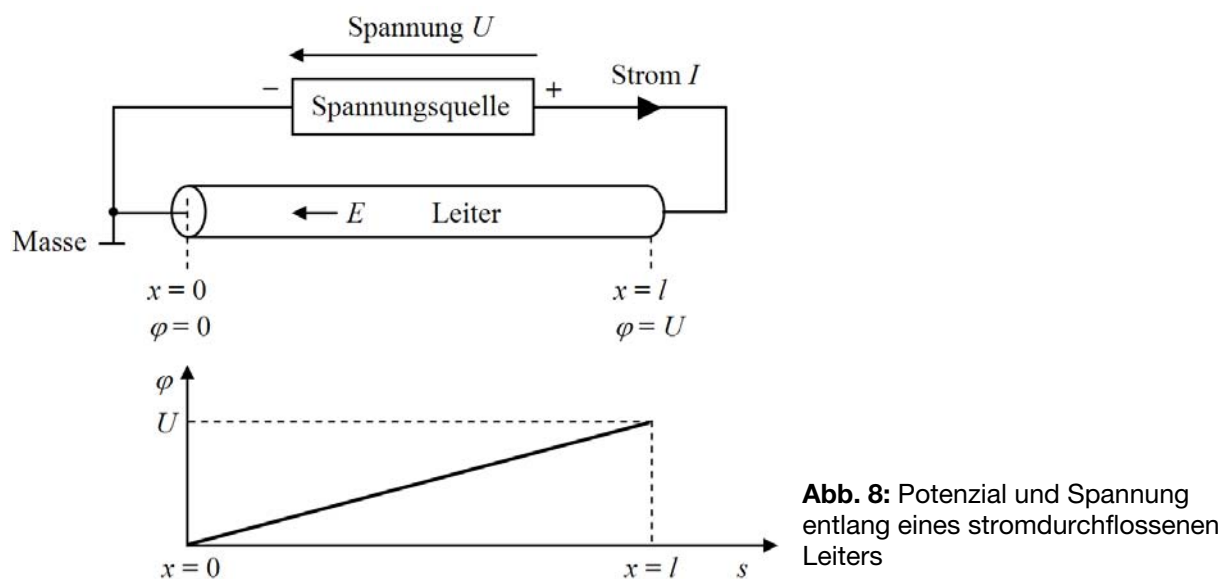 Spannung U
Strom I
−
Spannungsquelle
+
E
Leiter
Masse
x = 0
x = l
φ = 0
φ = U
φ
U
x = 0
x = l
s
Abb. 8: Potenzial und Spannung
entlang eines stromdurchflossenen
Leiters